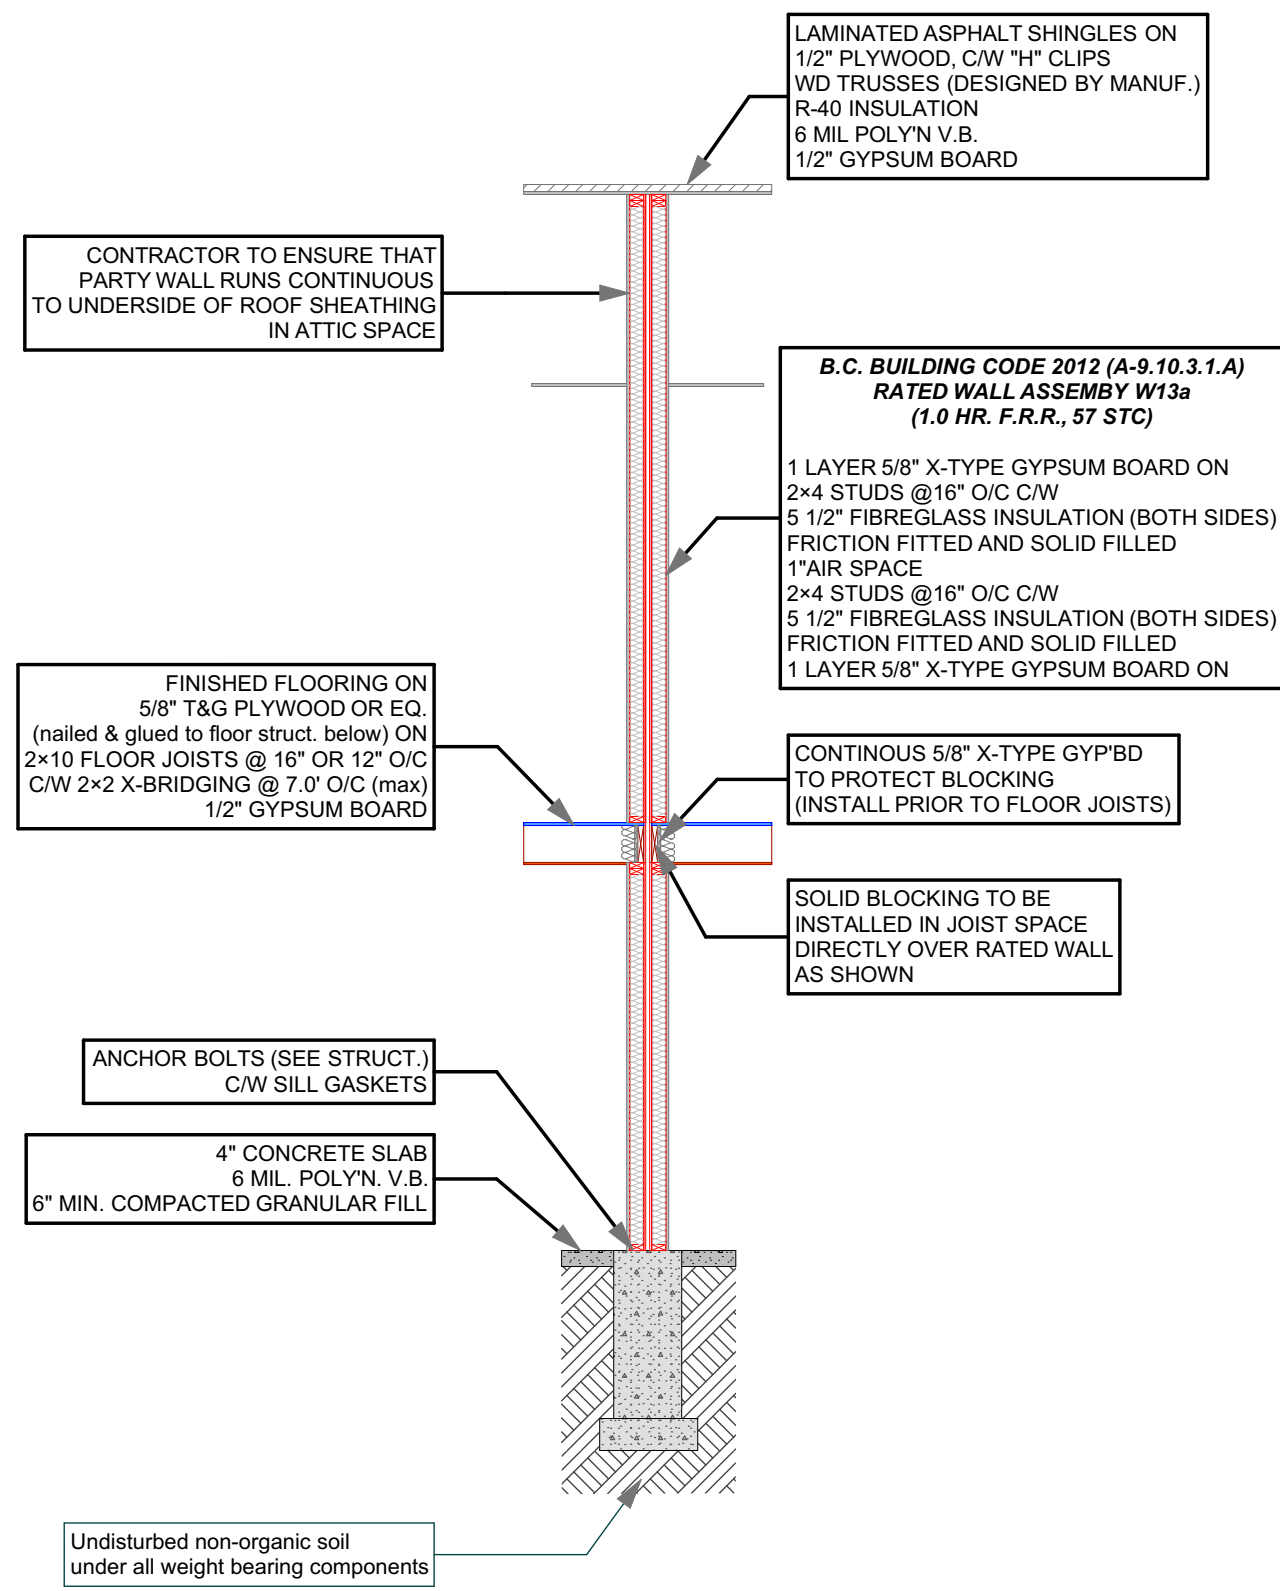 LAMINATED ASPHALT SHINGLES ON
1/2" PLYWOOD, C/W "H" CLIPS
WD TRUSSES (DESIGNED BY MANUF.)
R-40 INSULATION
6 MIL POLY'N V.B.
1/2" GYPSUM BOARD
CONTRACTOR TO ENSURE THAT
PARTY WALL RUNS CONTINUOUS
TO UNDERSIDE OF ROOF SHEATHING
IN ATTIC SPACE
B.C. BUILDING CODE 2012 (A-9.10.3.1.A)
RATED WALL ASSEMBY W13a
(1.0 HR. F.R.R., 57 STC)
1 LAYER 5/8" X-TYPE GYPSUM BOARD ON
2×4 STUDS @16" O/C C/W
5 1/2" FIBREGLASS INSULATION (BOTH SIDES)
FRICTION FITTED AND SOLID FILLED
1"AIR SPACE
2×4 STUDS @16" O/C C/W
5 1/2" FIBREGLASS INSULATION (BOTH SIDES)
FRICTION FITTED AND SOLID FILLED
1 LAYER 5/8" X-TYPE GYPSUM BOARD ON
FINISHED FLOORING ON
5/8" T&G PLYWOOD OR EQ.
(nailed & glued to floor struct. below) ON
2×10 FLOOR JOISTS @ 16" OR 12" O/C
C/W 2×2 X-BRIDGING @ 7.0' O/C (max)
1/2" GYPSUM BOARD
CONTINOUS 5/8" X-TYPE GYP'BD
TO PROTECT BLOCKING
(INSTALL PRIOR TO FLOOR JOISTS)
SOLID BLOCKING TO BE
INSTALLED IN JOIST SPACE
DIRECTLY OVER RATED WALL
AS SHOWN
ANCHOR BOLTS (SEE STRUCT.)
C/W SILL GASKETS
4" CONCRETE SLAB
6 MIL. POLY'N. V.B.
6" MIN. COMPACTED GRANULAR FILL
Undisturbed non-organic soil
under all weight bearing components